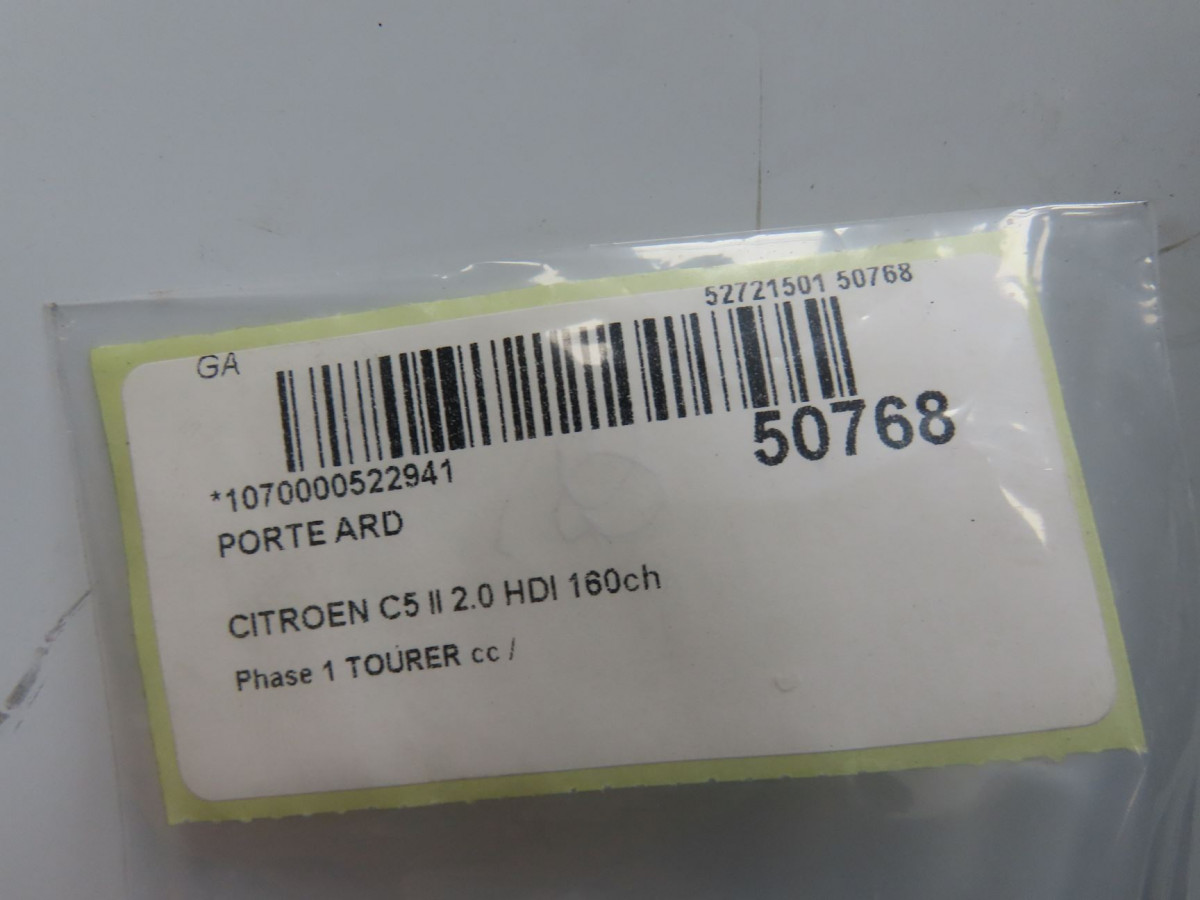 52721501 50768
GA
50768
*1070000522941
PORTE ARD
CITROEN C5 II 2.0 HDI 160ch
Phase 1 TOURER cc /